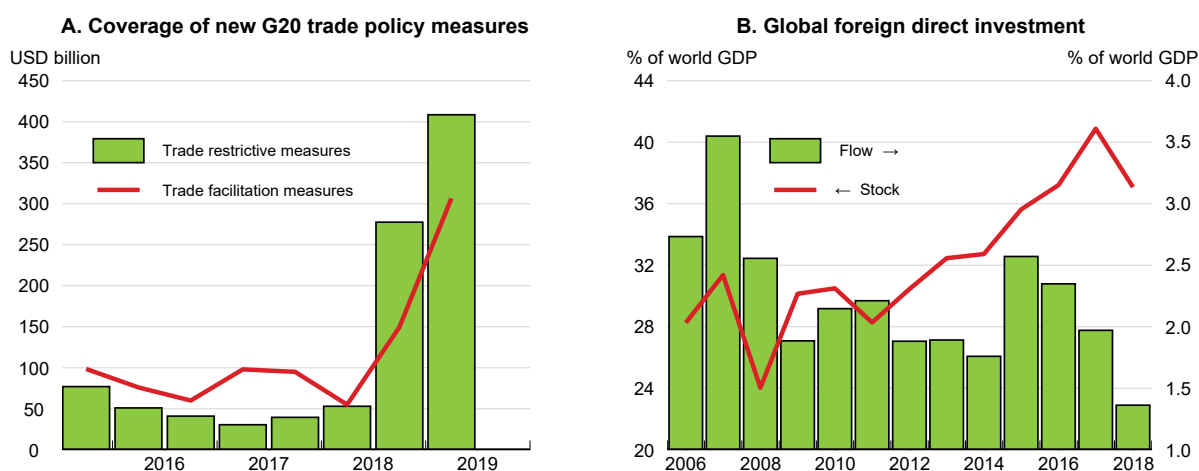 A. Coverage of new G20 trade policy measures
USD billion
450
400
350
300
250
200
150
100
50
0
Trade restrictive measures
Trade facilitation measures
2016 2017 2018 2019
B. Global foreign direct investment
% of world GDP % of world GDP
44 4.0
40 3.5
36 3.0
32 2.5
28 2.0
24 1.5
20 1.0
Flow →
← Stock
2006 2008 2010 2012 2014 2016 2018